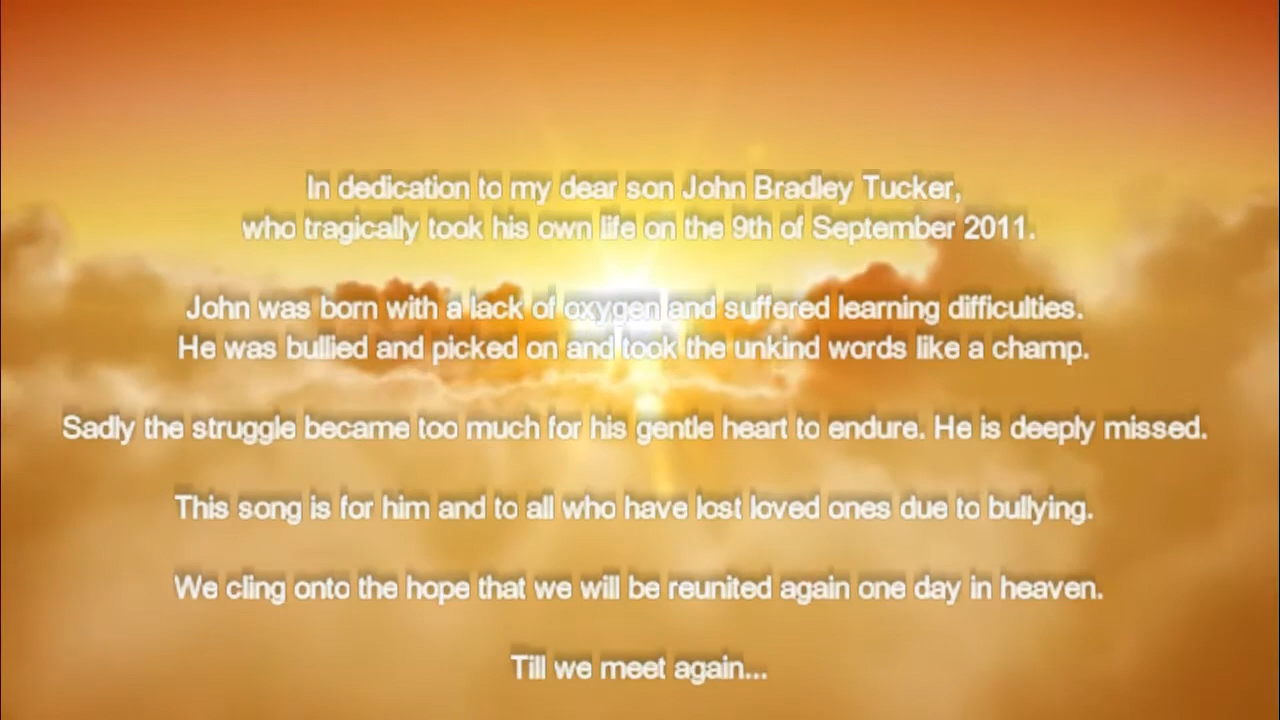 In dedication to my dear son John Bradley Tucker,
who tragically took his own life on the 9th of September 2011.
John was born with a lack of oxygen and suffered learning difficulties.
He was bullied and picked on and took the unkind words like a champ.
Sadly the struggle became too much for his gentle heart to endure. He is deeply missed.
This song is for him and to all who have lost loved ones due to bullying.
We cling onto the hope that we will be reunited again one day in heaven.
Till we meet again...